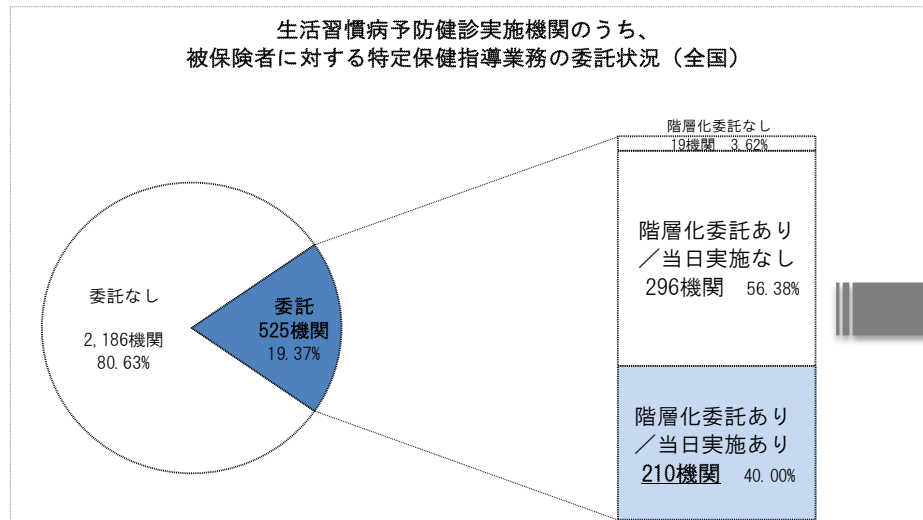 生活習慣病予防健診実施機関のうち、
被保険者に対する特定保健指導業務の委託状況（全国）
委託なし
2,186機関
80.63%
委託
525機関
19.37%
階層化委託なし
19機関 3.62%
階層化委託あり
／当日実施なし
296機関 56.38%
階層化委託あり
／当日実施あり
210機関 40.00%